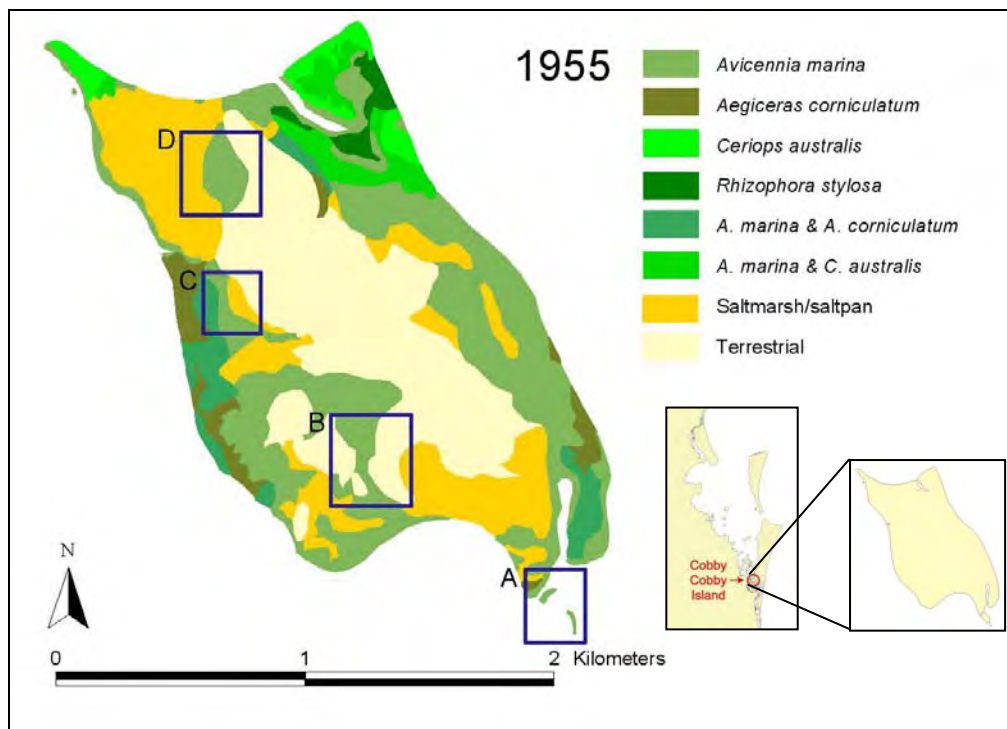 1955
Avicennia marina
Aegiceras corniculatum
Ceriops australis
Rhizophora stylosa
A. marina & A. corniculatum
A. marina & C. australis
Saltmarsh/saltpan
Terrestrial
D
C
B
A
N
0 1 2 Kilometers
Cobby
Cobby
Island